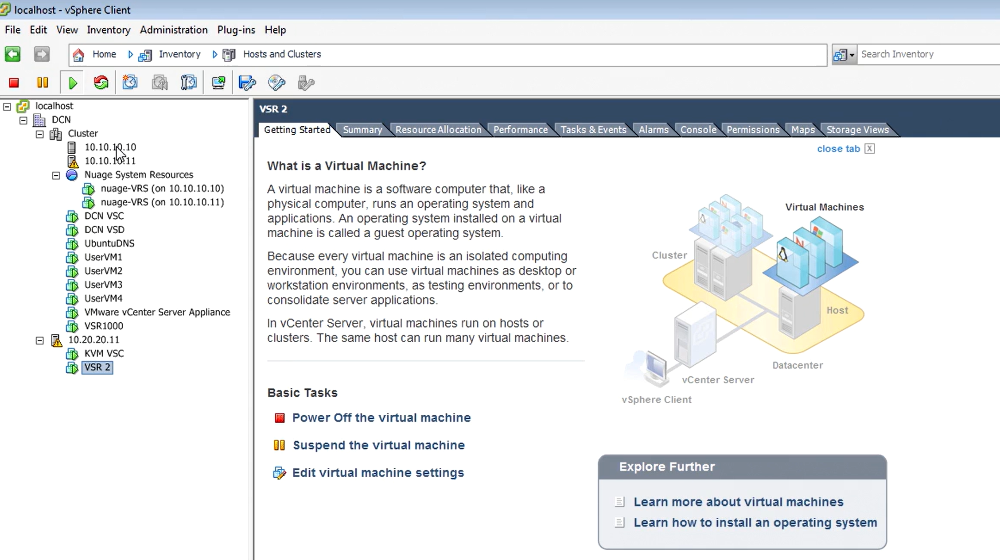 localhost - vSphere Client
File Edit View Inventory Administration Plug-ins Help
Home Inventory Hosts and Clusters
Search Inventory
localhost
DCN
Cluster
10.10.10.10
10.10.10.11
Nuage System Resources
nuage-VRS (on 10.10.10.10)
nuage-VRS (on 10.10.10.11)
DCN VSC
DCN VSD
UbuntuDNS
UserVM1
UserVM2
UserVM3
UserVM4
VMware vCenter Server Appliance
VSR1000
10.20.20.11
KVM VSC
VSR 2
VSR 2
Getting Started Summary Resource Allocation Performance Tasks & Events Alarms Console Permissions Maps Storage Views
close tab X
What is a Virtual Machine?
A virtual machine is a software computer that, like a
physical computer, runs an operating system and
applications. An operating system installed on a virtual
machine is called a guest operating system.
Because every virtual machine is an isolated computing
environment, you can use virtual machines as desktop or
workstation environments, as testing environments, or to
consolidate server applications.
In vCenter Server, virtual machines run on hosts or
clusters. The same host can run many virtual machines.
Virtual Machines
Cluster
Host
Datacenter
vCenter Server
vSphere Client
Basic Tasks
Power Off the virtual machine
Suspend the virtual machine
Edit virtual machine settings
Explore Further
Learn more about virtual machines
Learn how to install an operating system